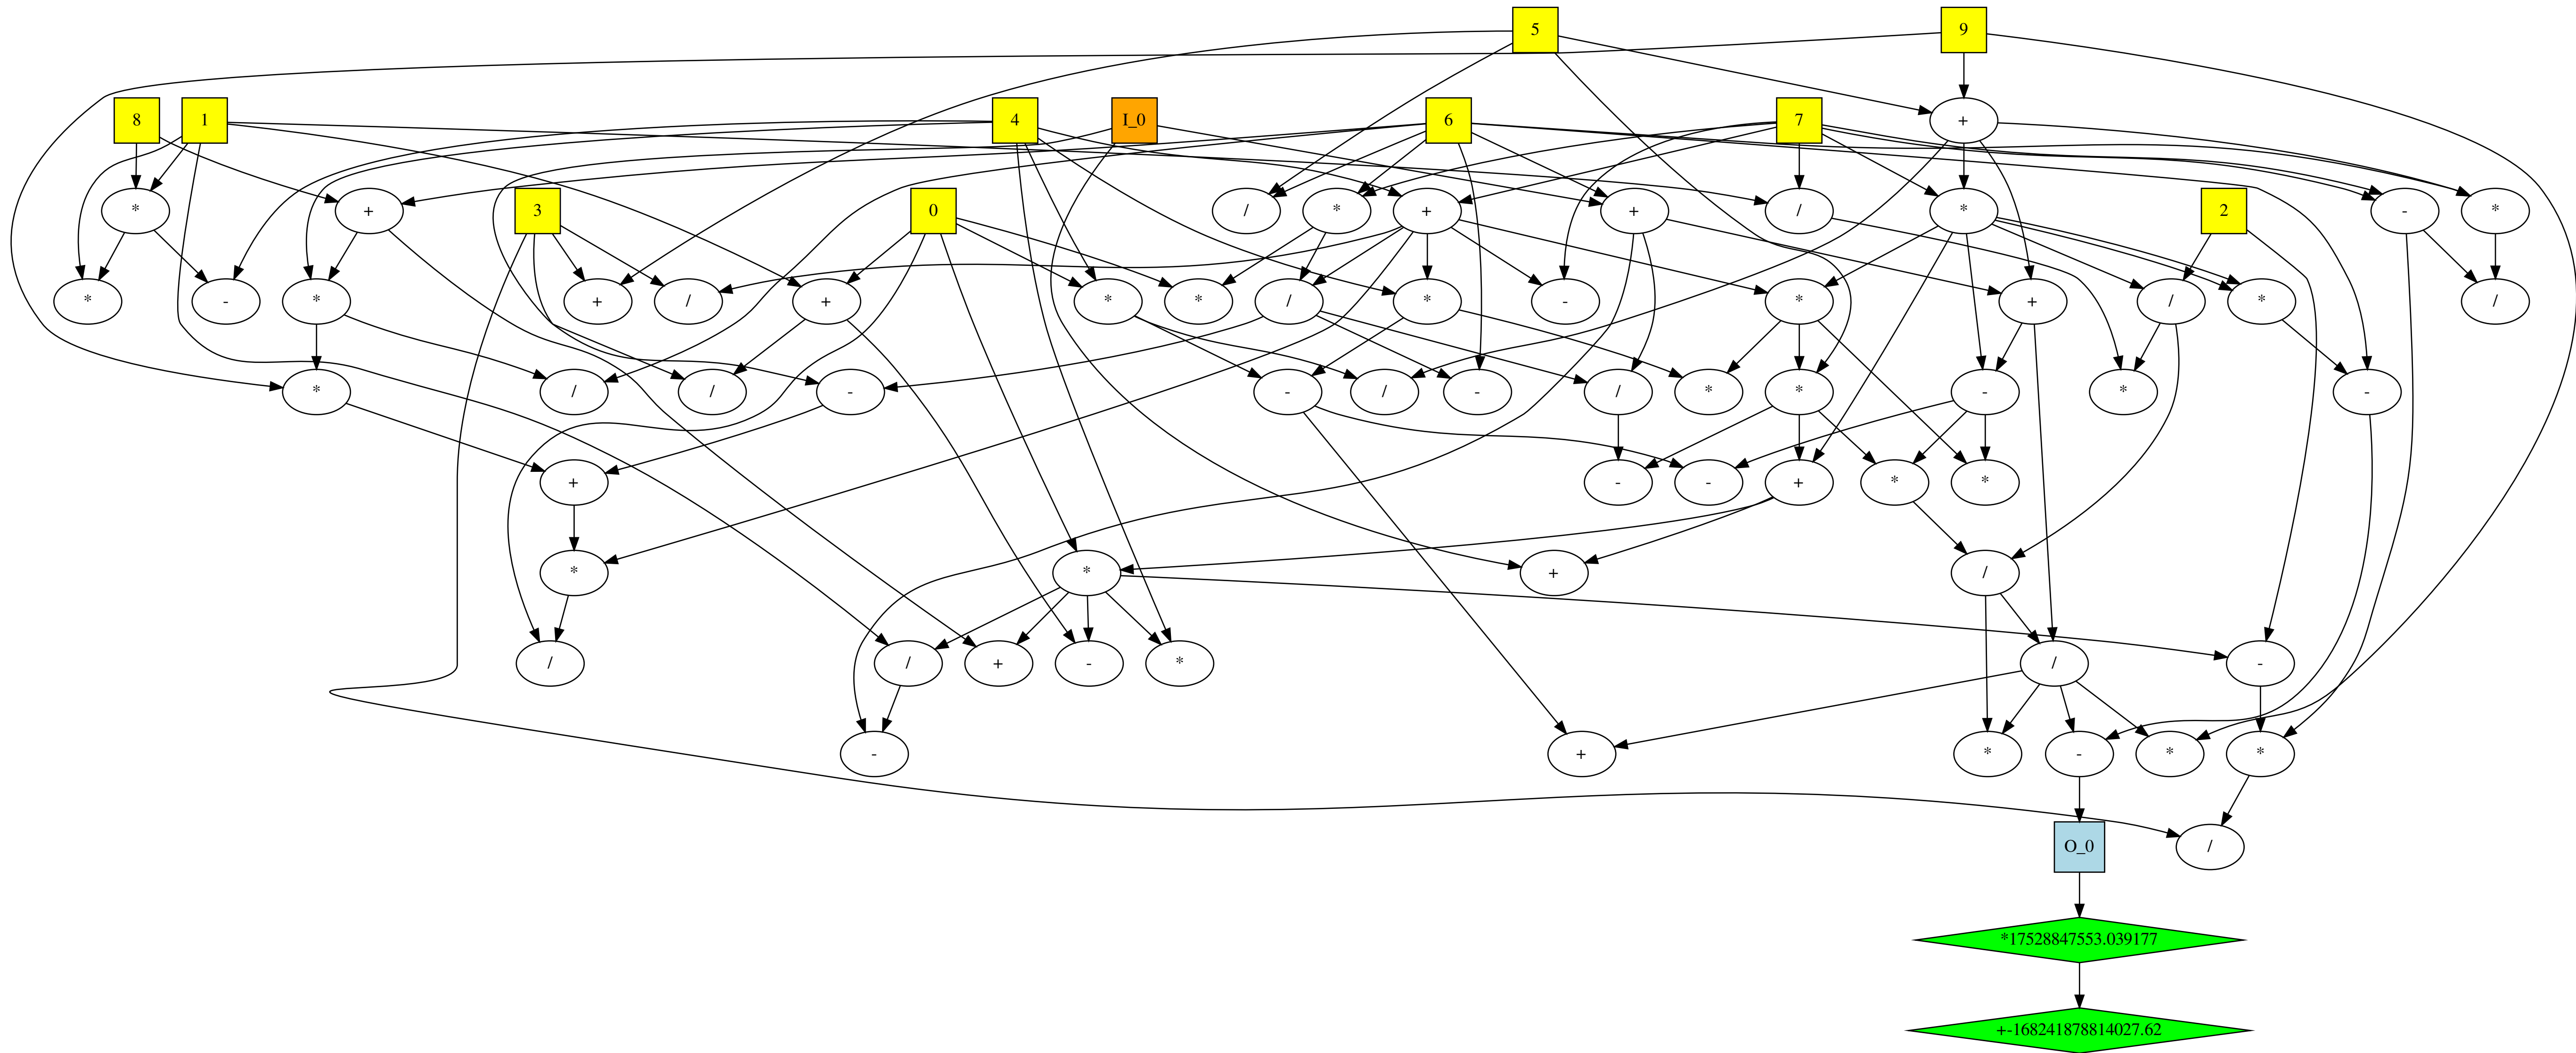 5 9
8 1 4 I_0 6 7 +
* + 3 0 / * + + / * 2 - *
* - * + / + * * / * - * + / * /
* / / - - / - / * * - * -
+ - - + * *
* * + /
/ / + - * / -
- + * - * *
O_0 /
*17528847553.039177
+-168241878814027.62